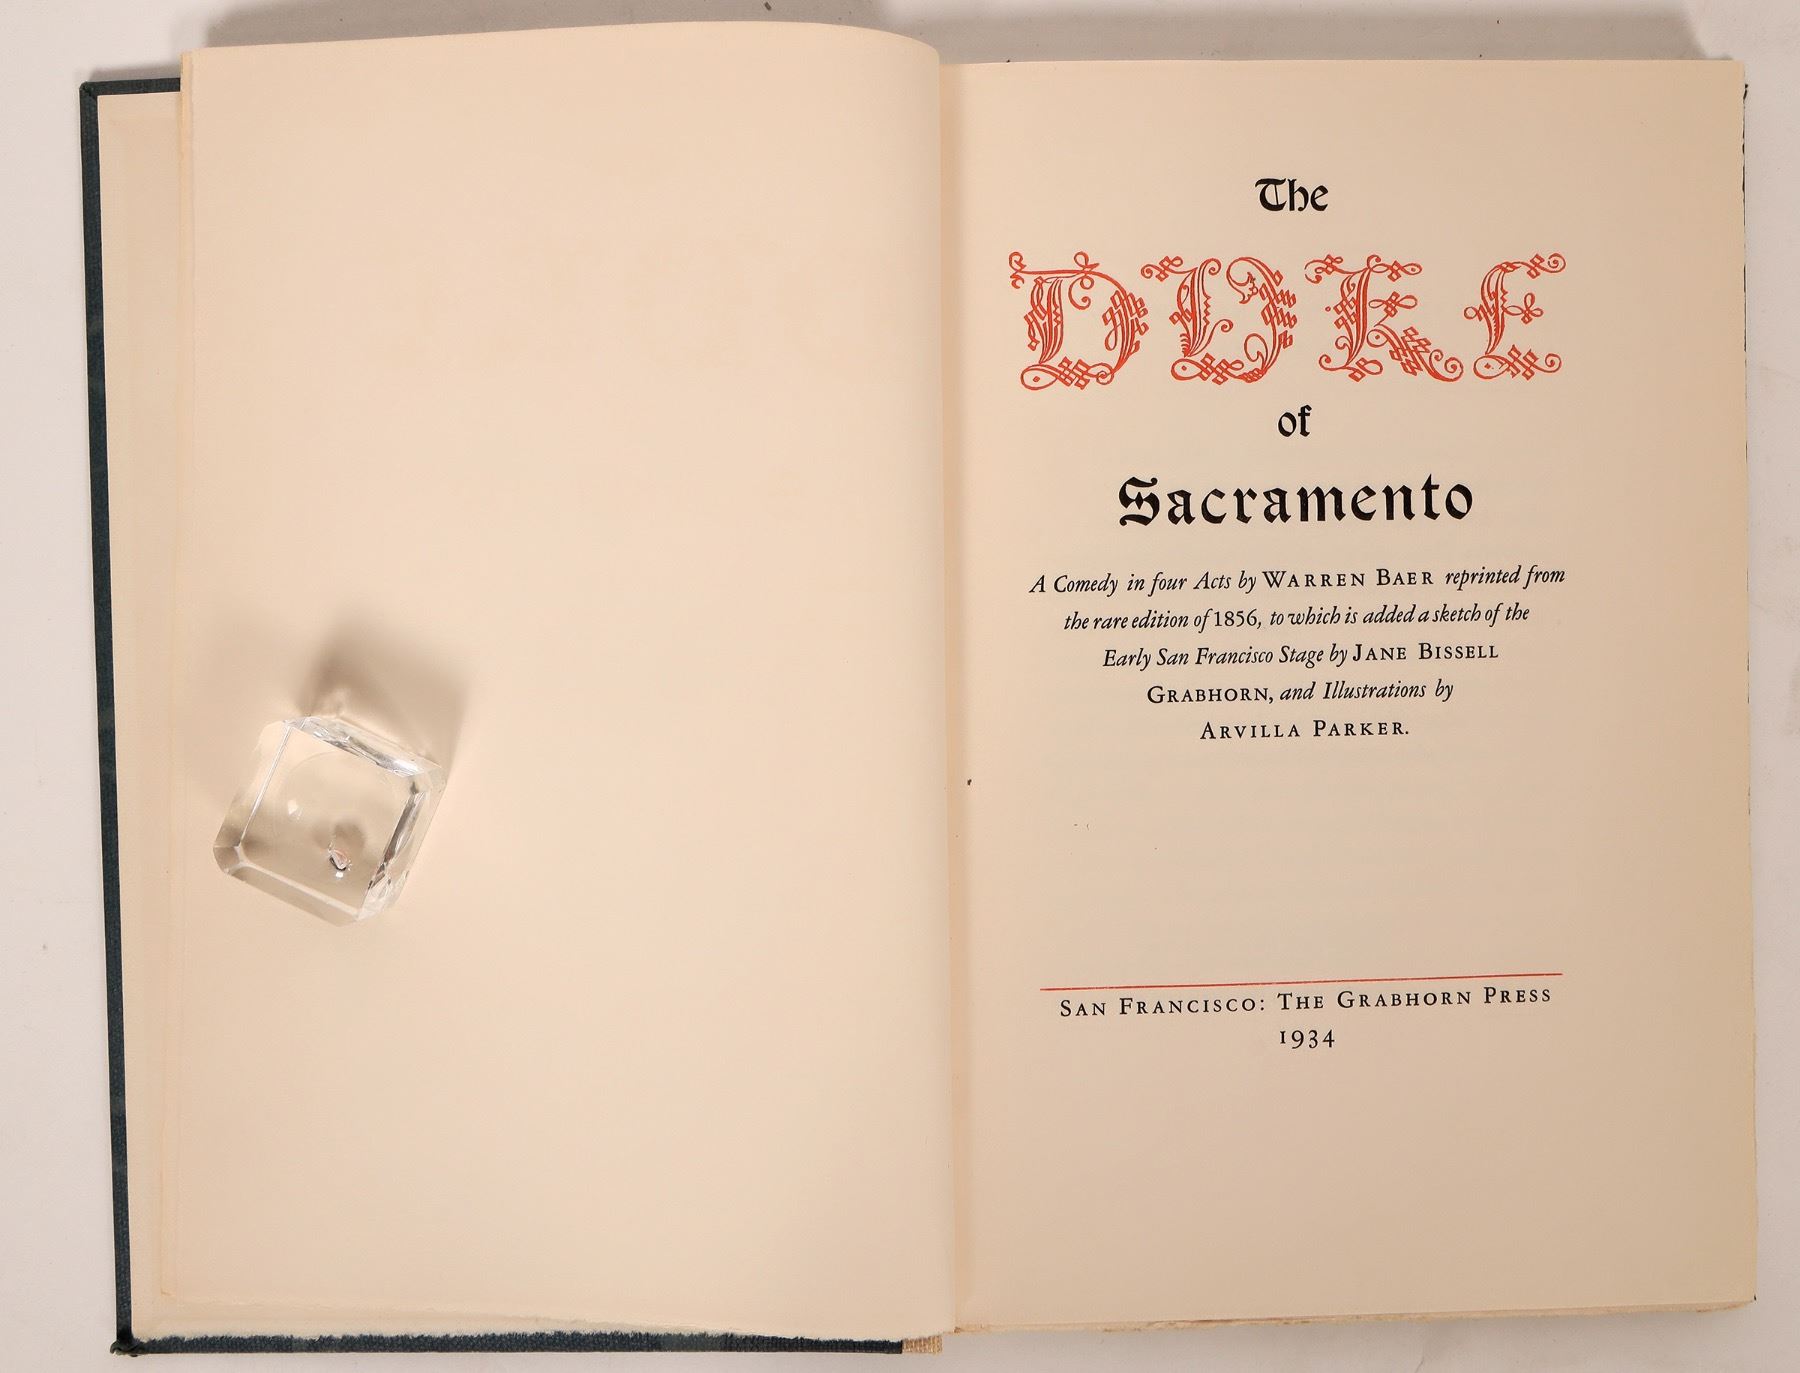 The
DUKE
of
Sacramento
A Comedy in four Acts by WARREN BAER reprinted from
the rare edition of 1856, to which is added a sketch of the
Early San Francisco Stage by JANE BISSELL
GRABHORN, and Illustrations by
ARVILLA PARKER.
SAN FRANCISCO: THE GRABHORN PRESS
1934